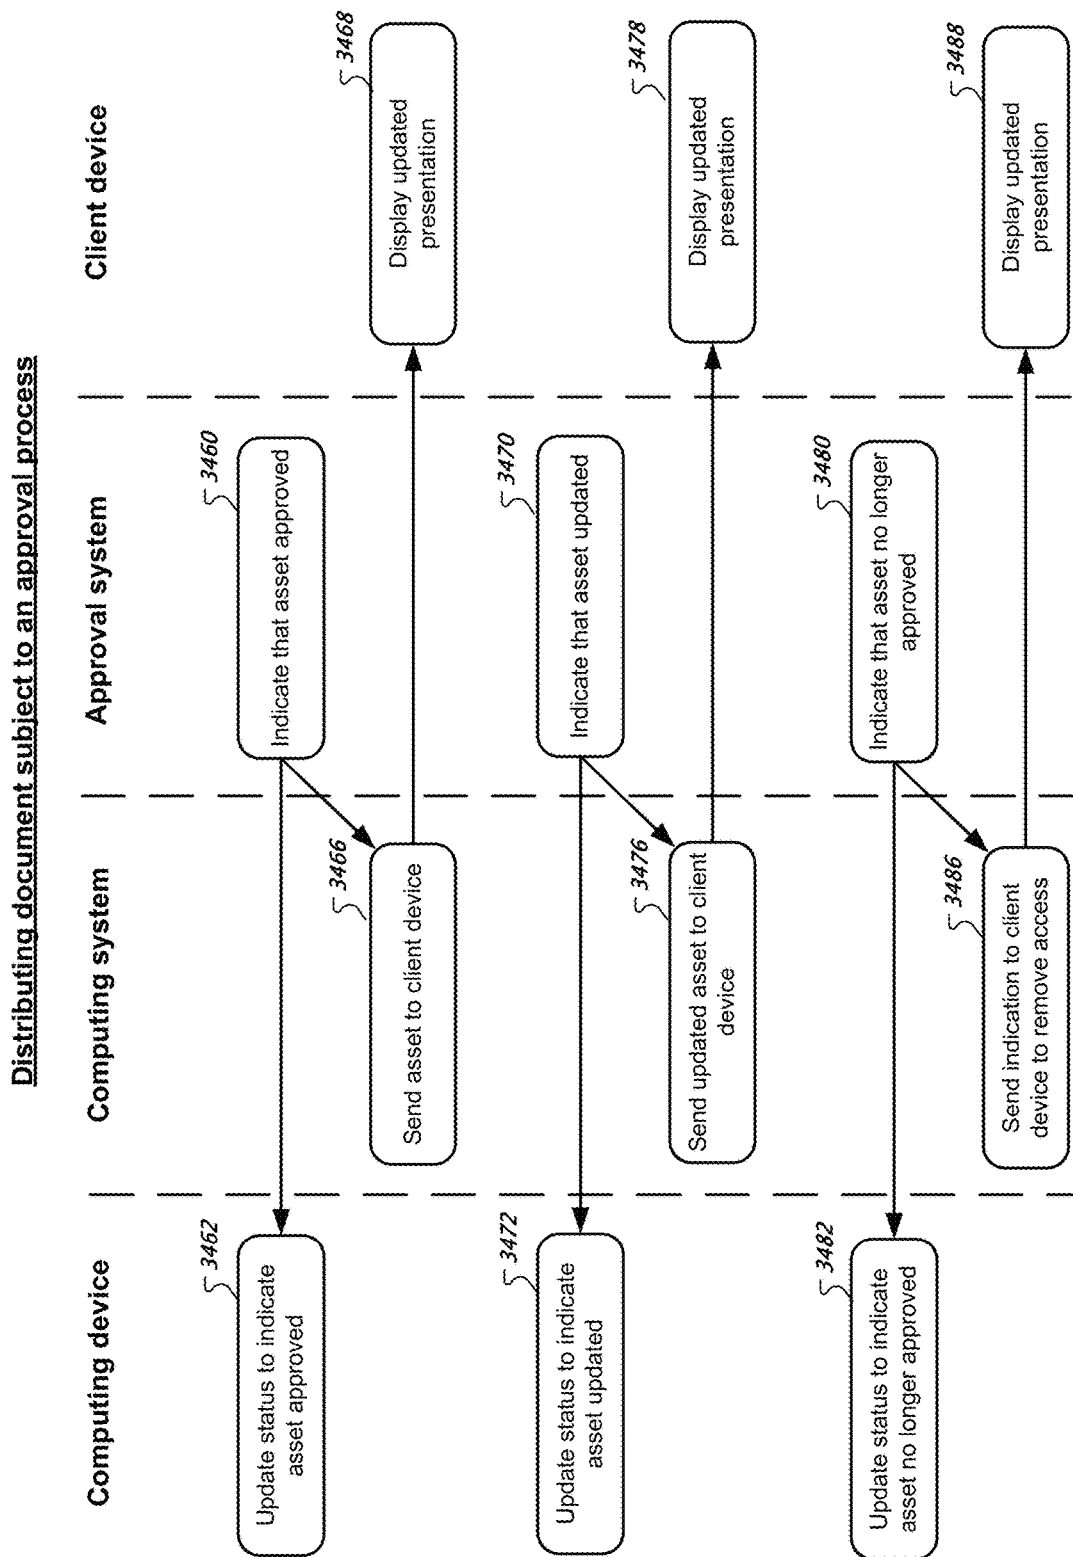 Distributing document subject to an approval process
Computing device
Computing system
Approval system
Client device
3460
Indicate that asset approved
3462
Update status to indicate
asset approved
3466
Send asset to client device
3468
Display updated
presentation
3470
Indicate that asset updated
3472
Update status to indicate
asset updated
3476
Send updated asset to client
device
3478
Display updated
presentation
3480
Indicate that asset no longer
approved
3482
Update status to indicate
asset no longer approved
3486
Send indication to client
device to remove access
3488
Display updated
presentation